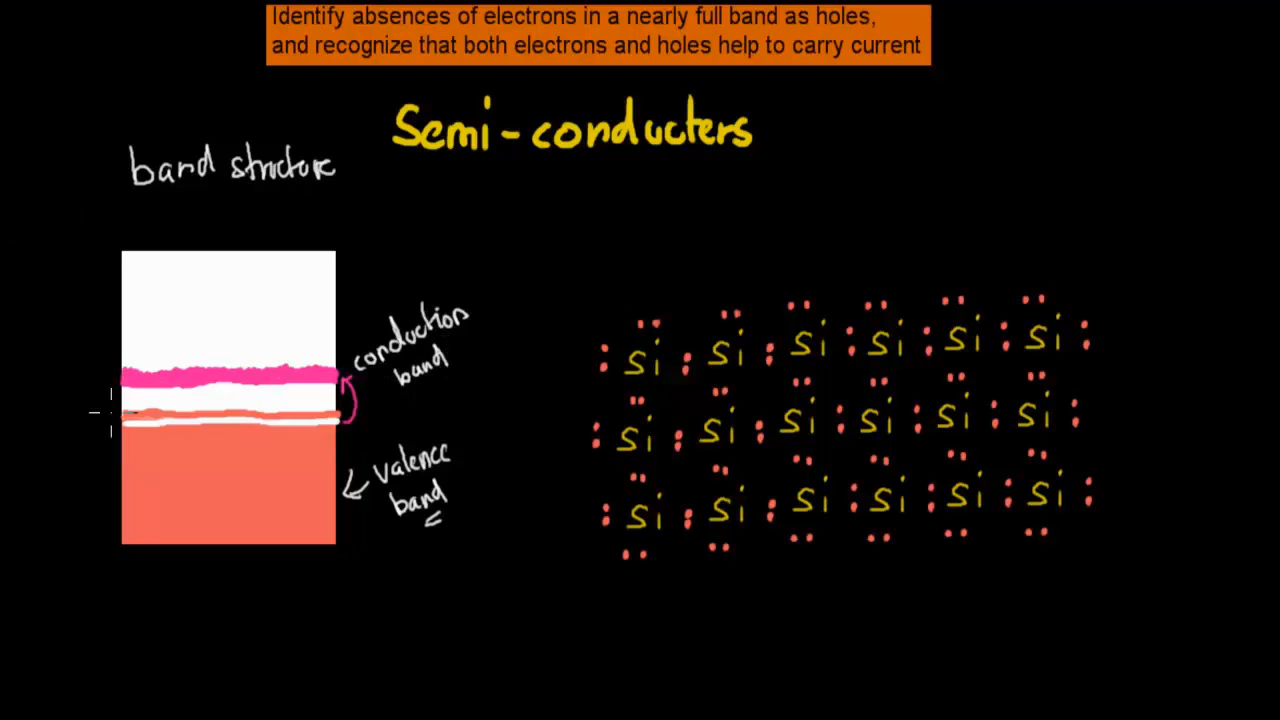 Identify absences of electrons in a nearly full band as holes,
and recognize that both electrons and holes help to carry current
Semi-conducters
band structure
conduction
band
valence
band
Si Si Si Si Si Si
Si Si Si Si Si Si
Si Si Si Si Si Si